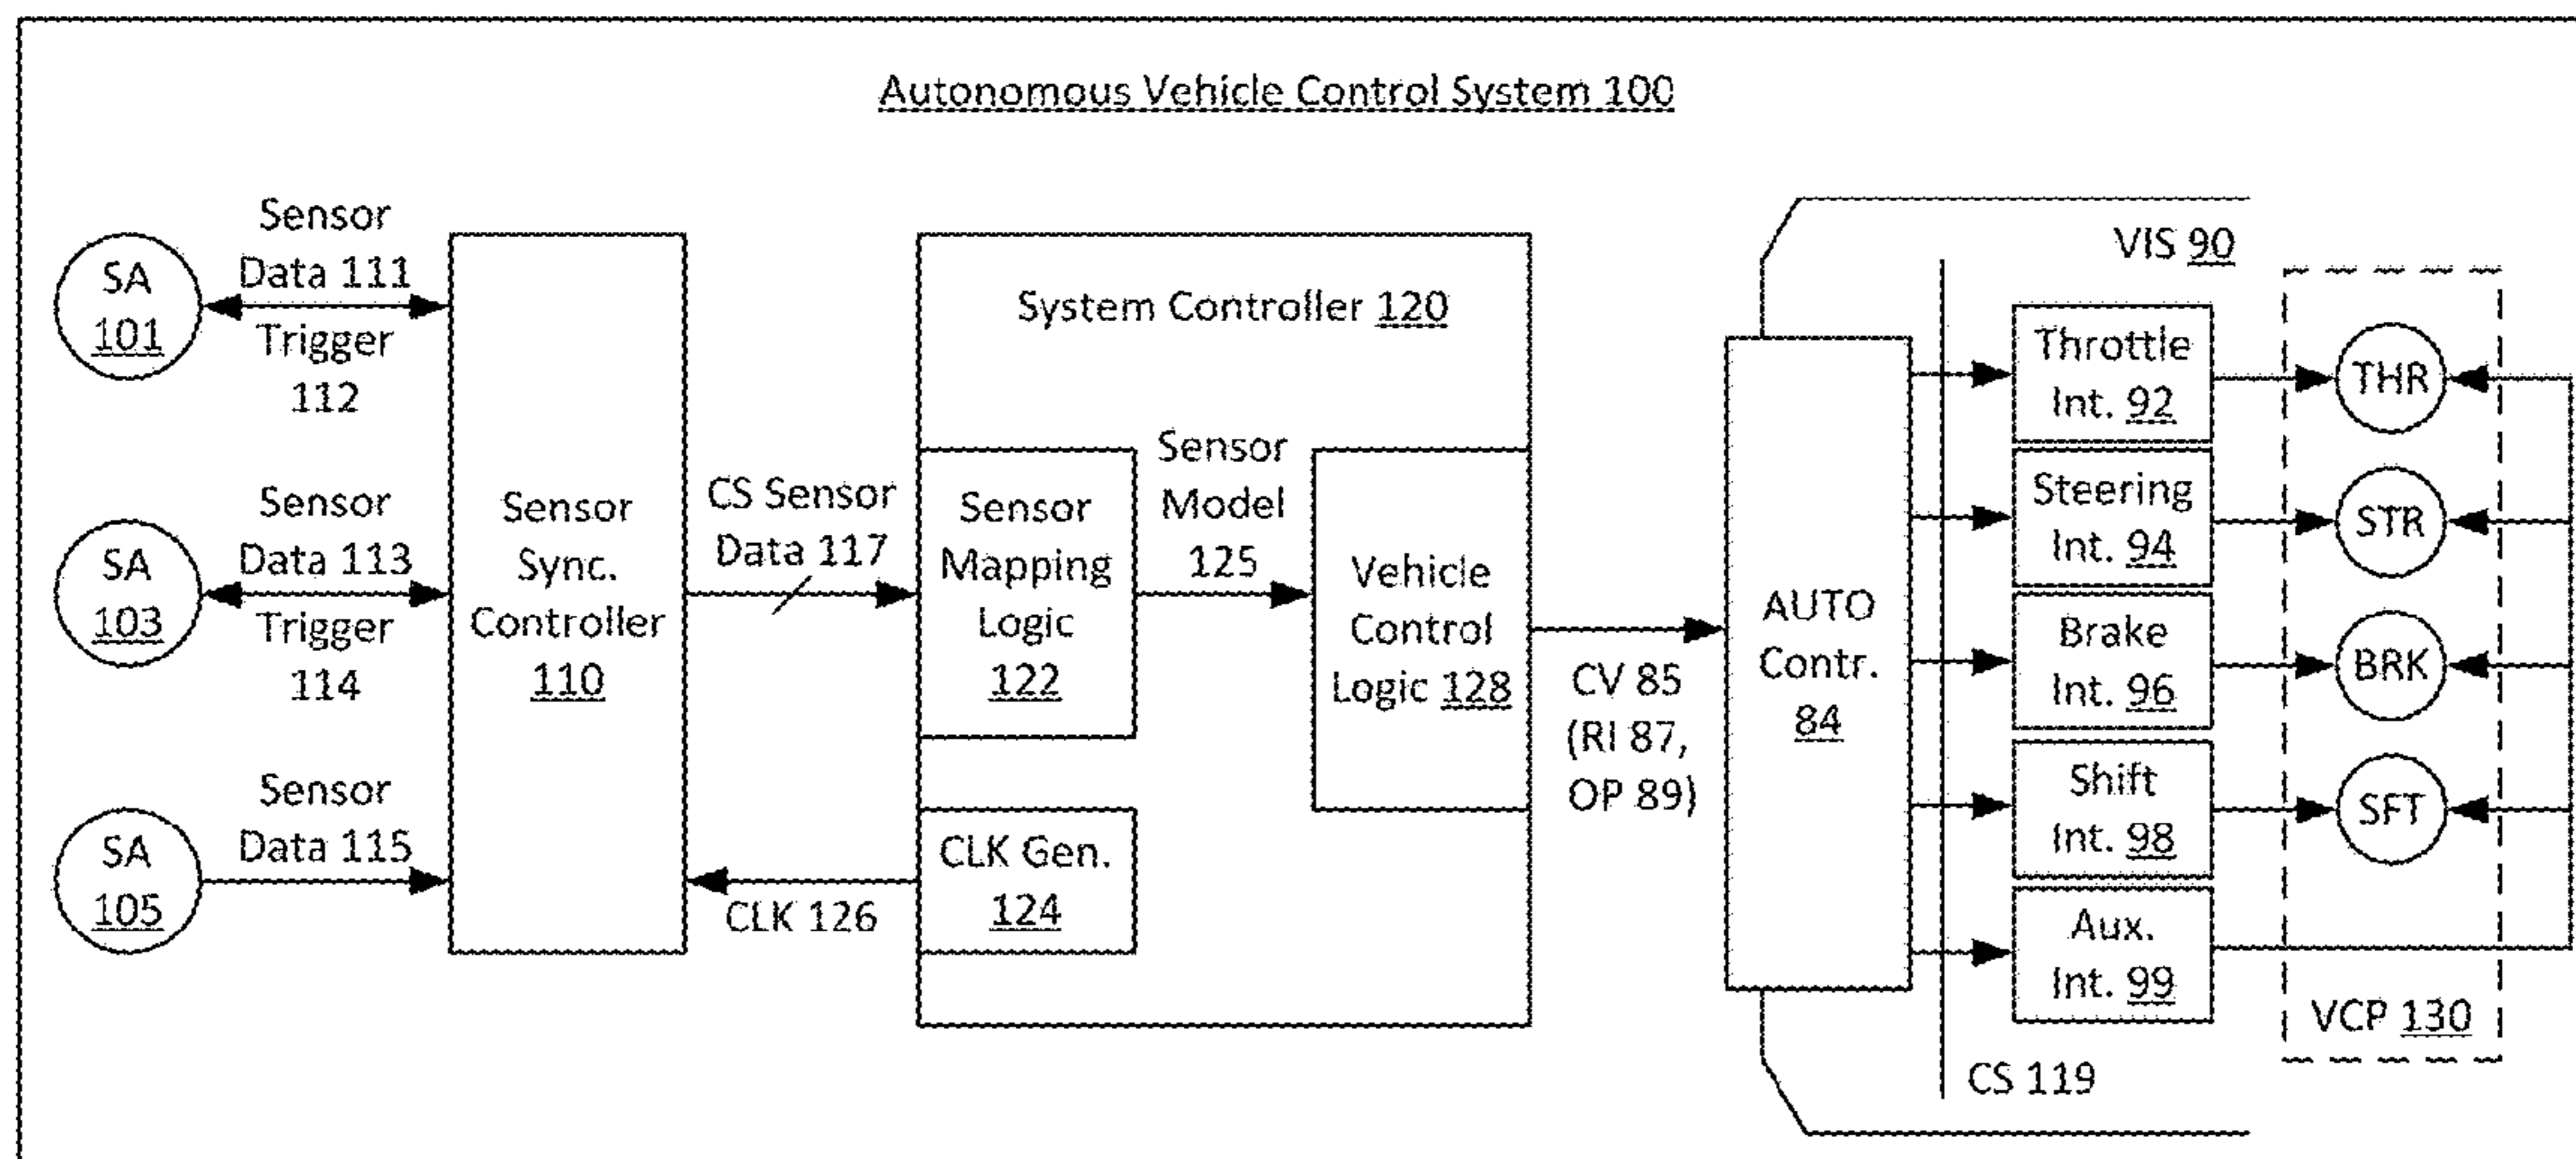 Autonomous Vehicle Control System 100
SA
101
Sensor
Data 111
Trigger
112
SA
103
Sensor
Data 113
Trigger
114
SA
105
Sensor
Data 115
Sensor
Sync.
Controller
110
CS Sensor
Data 117
CLK 126
System Controller 120
Sensor
Mapping
Logic
122
Sensor
Model
125
CLK Gen.
124
Vehicle
Control
Logic 128
CV 85
(RI 87,
OP 89)
AUTO
Contr.
84
VIS 90
Throttle
Int. 92
Steering
Int. 94
Brake
Int. 96
Shift
Int. 98
Aux.
Int. 99
CS 119
THR
STR
BRK
SFT
VCP 130